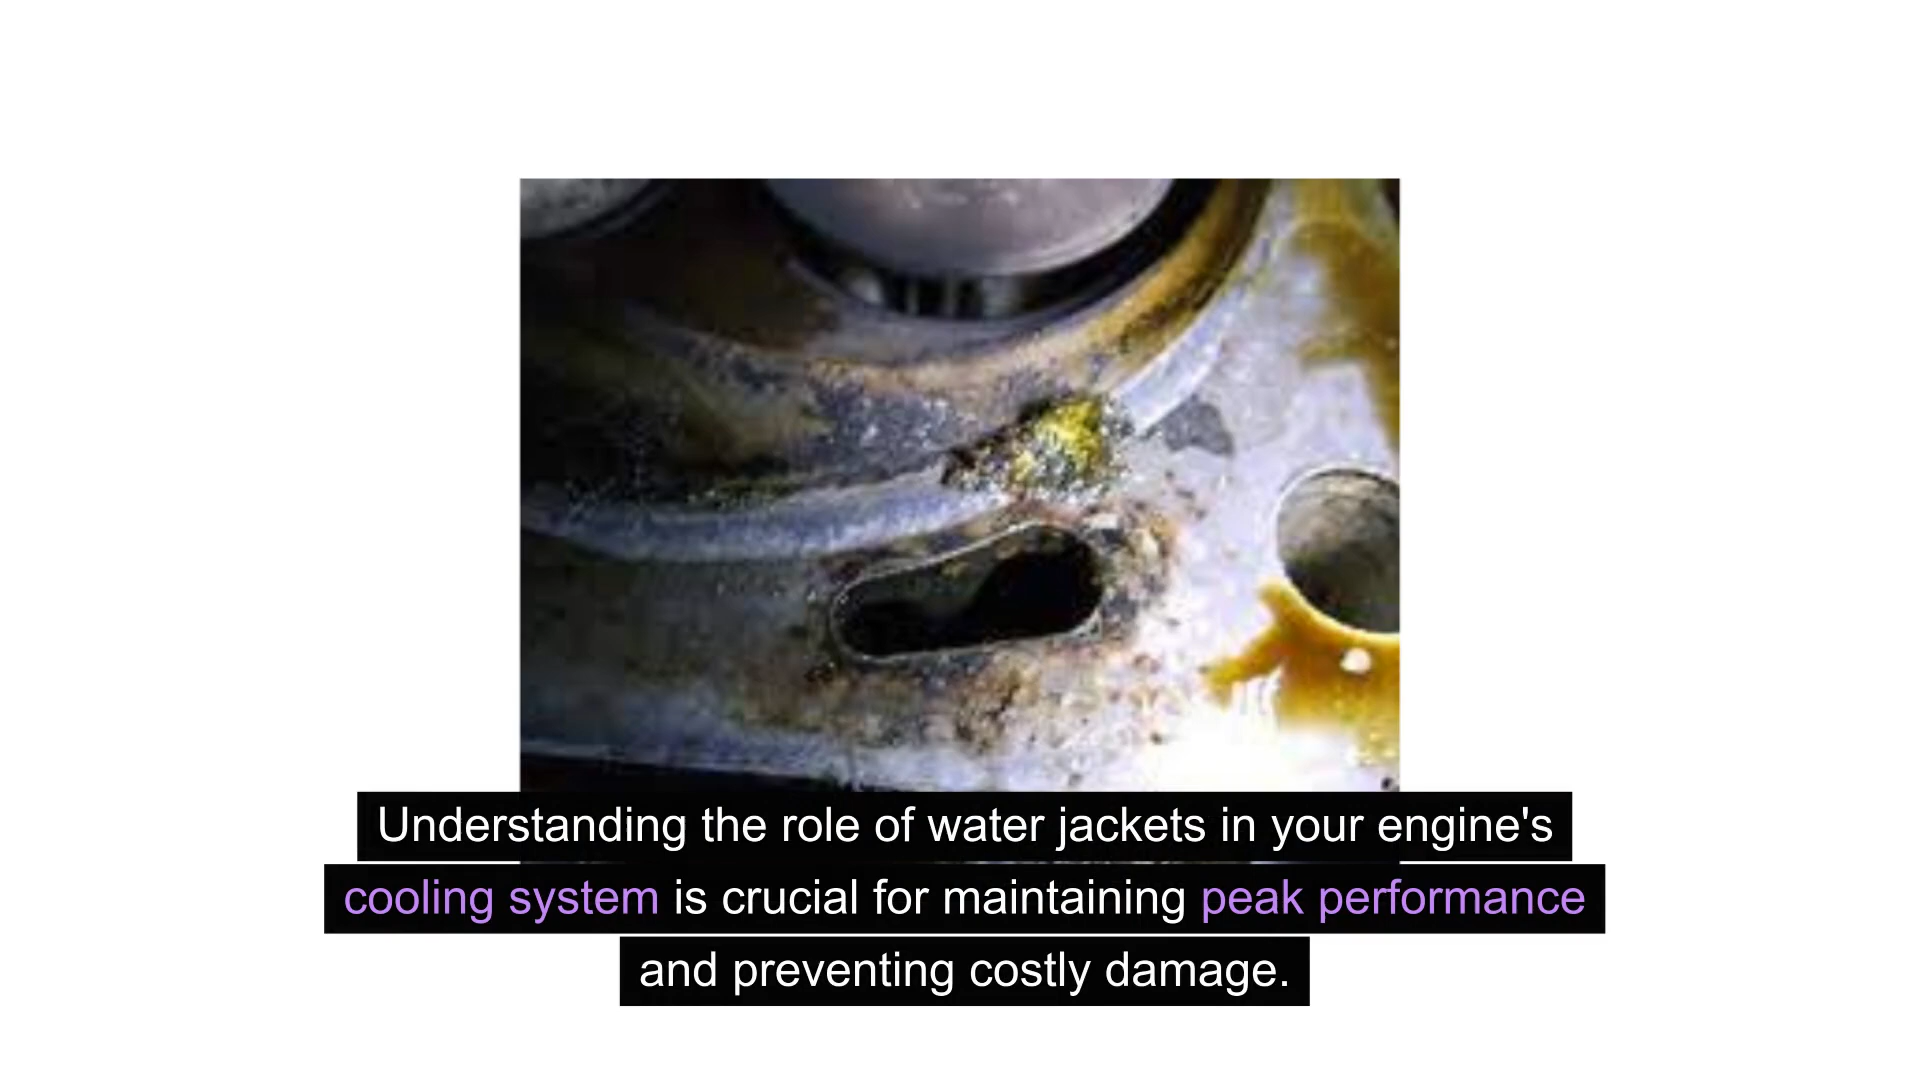 Understanding the role of water jackets in your engine's
cooling system is crucial for maintaining peak performance
and preventing costly damage.